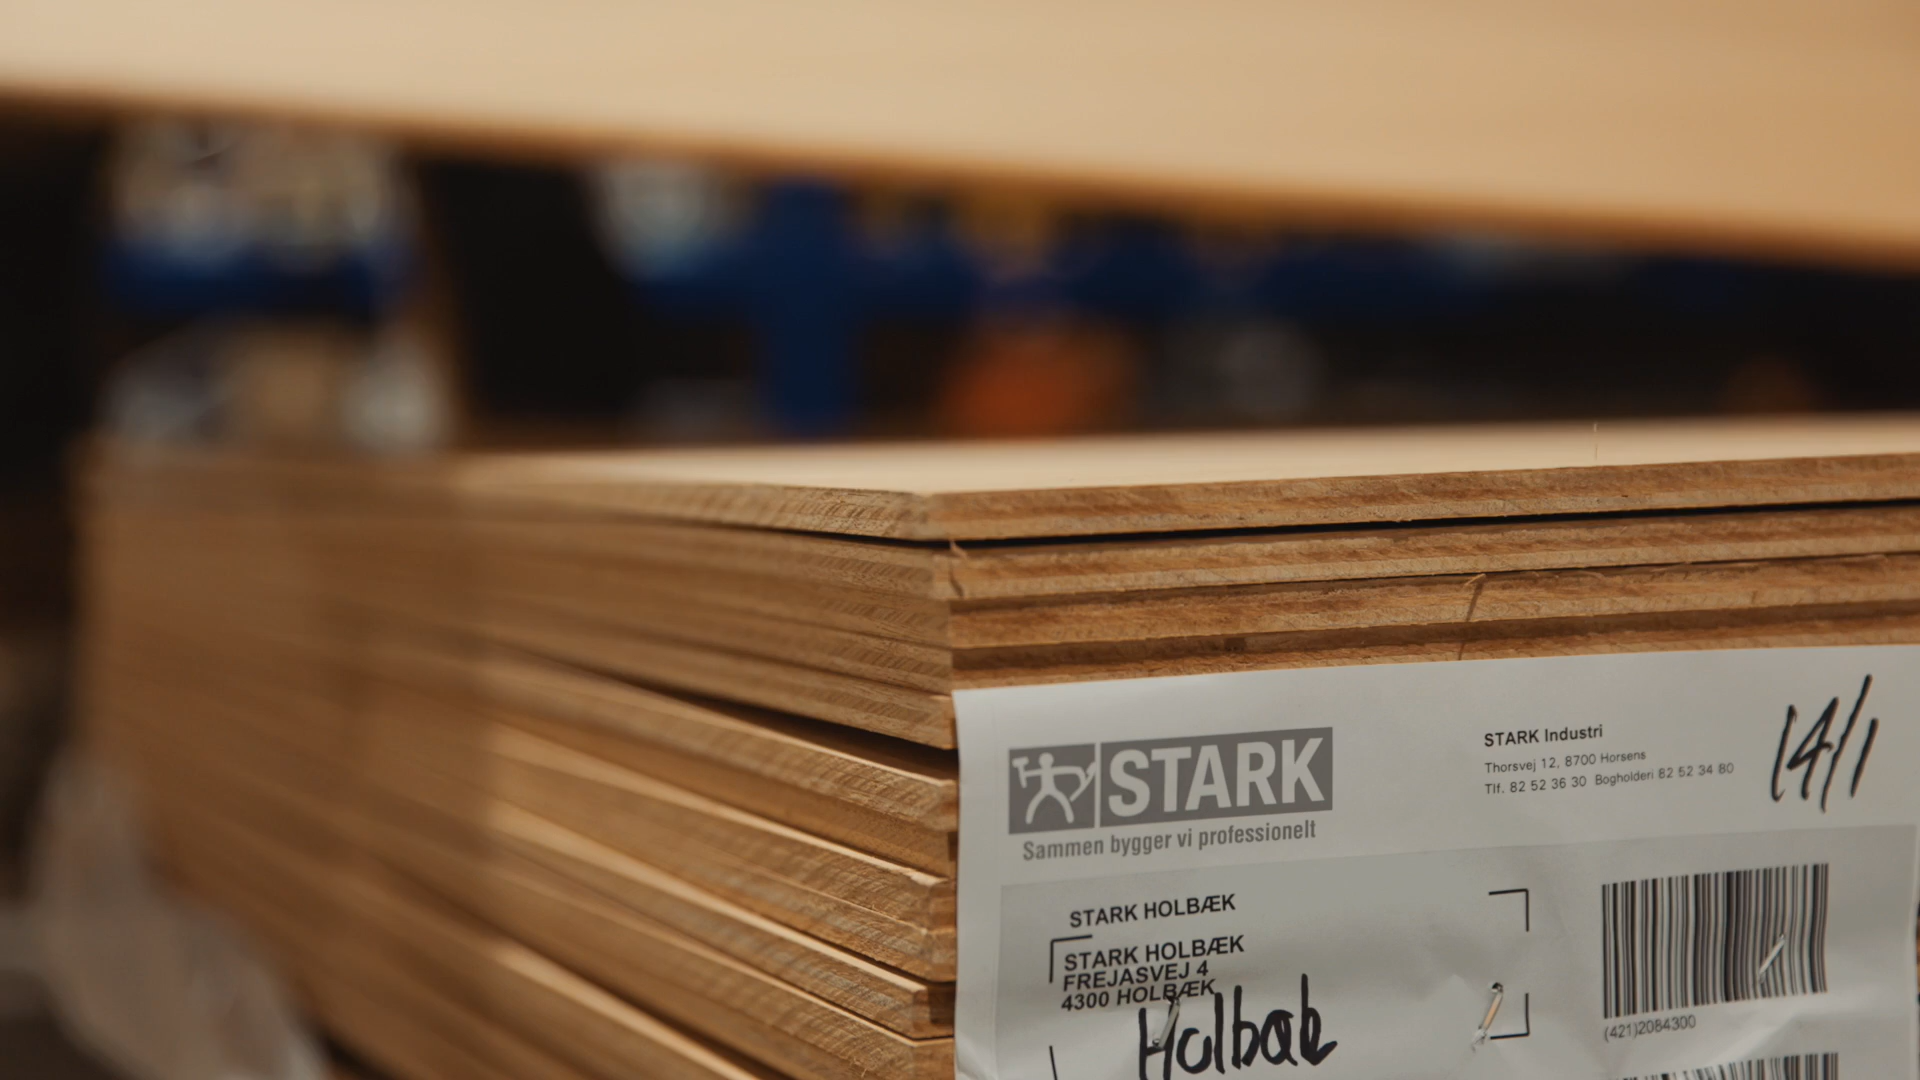 STARK
Sammen bygger vi professionelt
STARK Industri
Thorsvej 12, 8700 Horsens
Tlf. 82 52 36 30 Bogholderi 82 52 34 80
14/1
STARK HOLBÆK
STARK HOLBÆK
FREJASVEJ 4
4300 HOLBÆK
Holbæk
(421)2084300